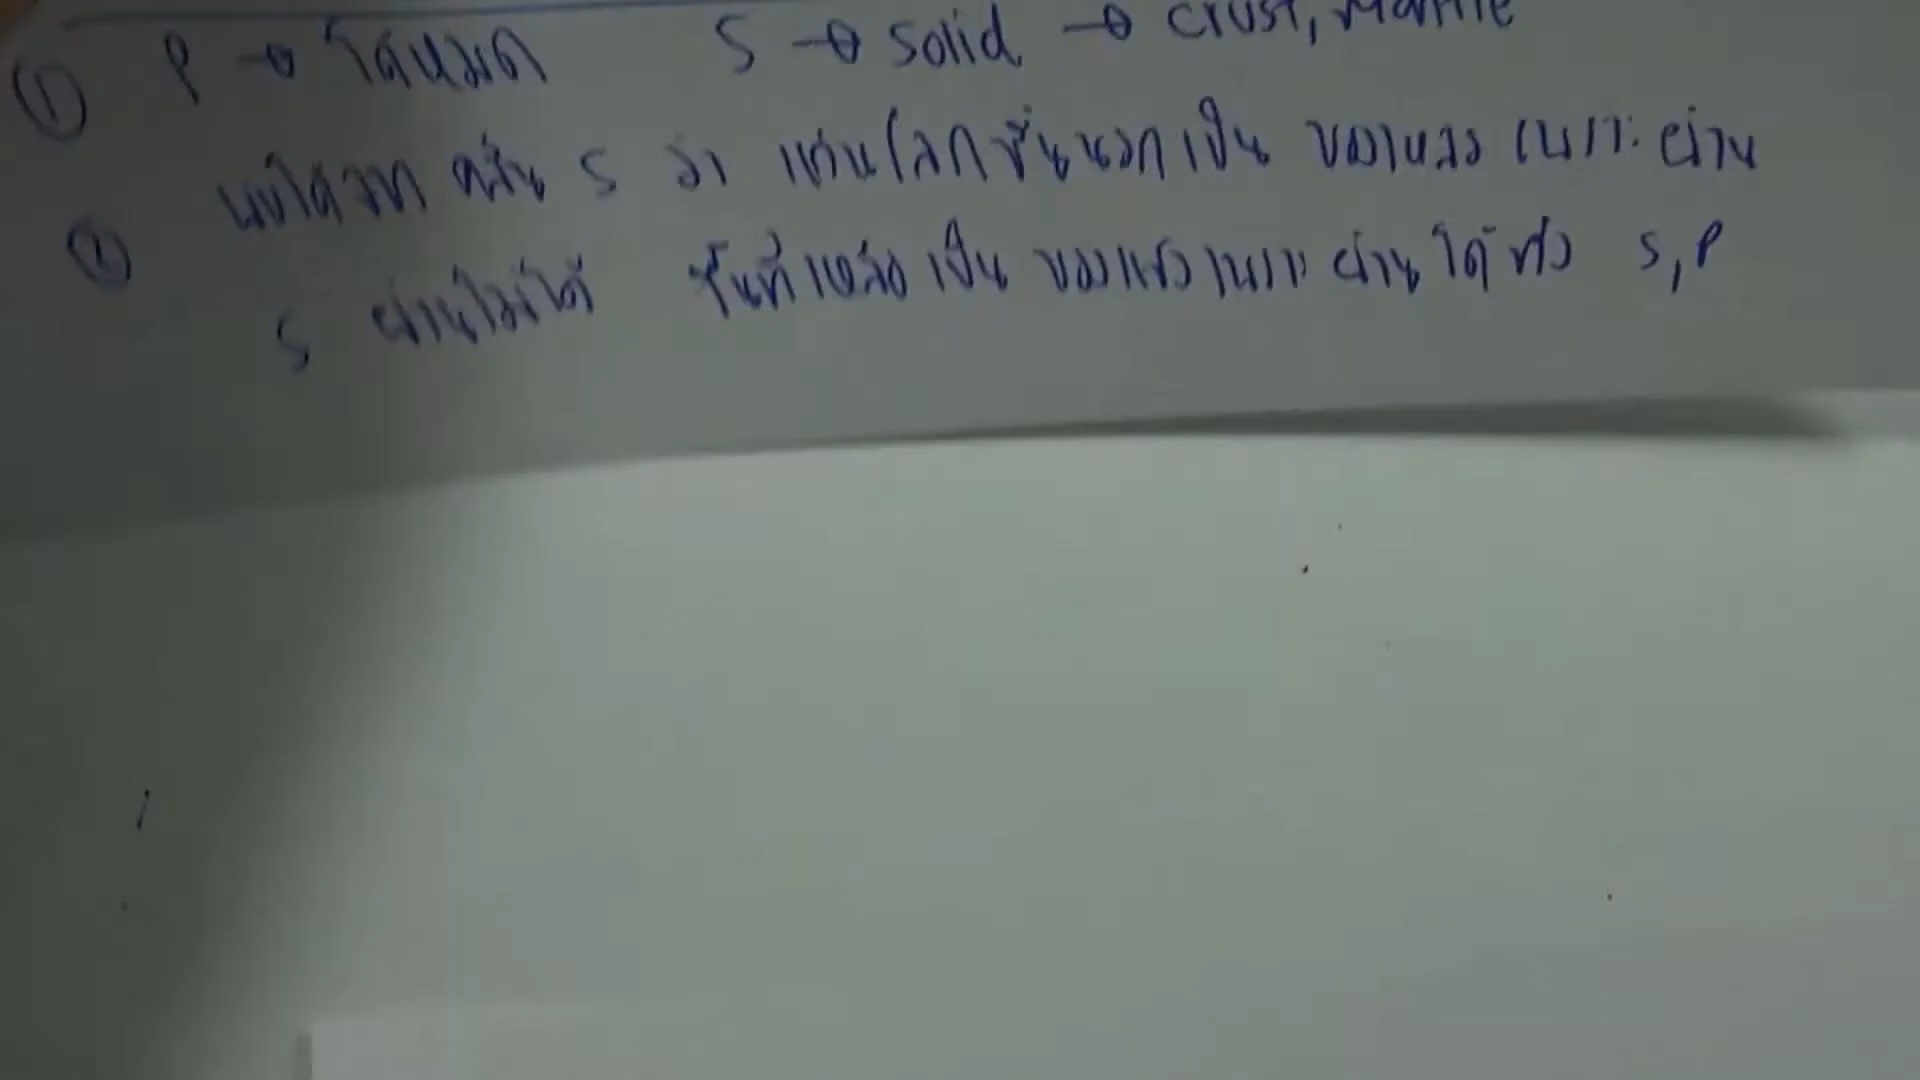 ① P → ได้หมด S → solid → crust, Mantle
② แบ่งได้จาก คลื่น S ว่า แก่นโลกชั้นนอกเป็น ของเหลว เพราะ ผ่าน
S ผ่านไม่ได้ ชั้นที่เหลือ เป็น ของแข็ง เพราะ ผ่านได้ ทั้ง S, P